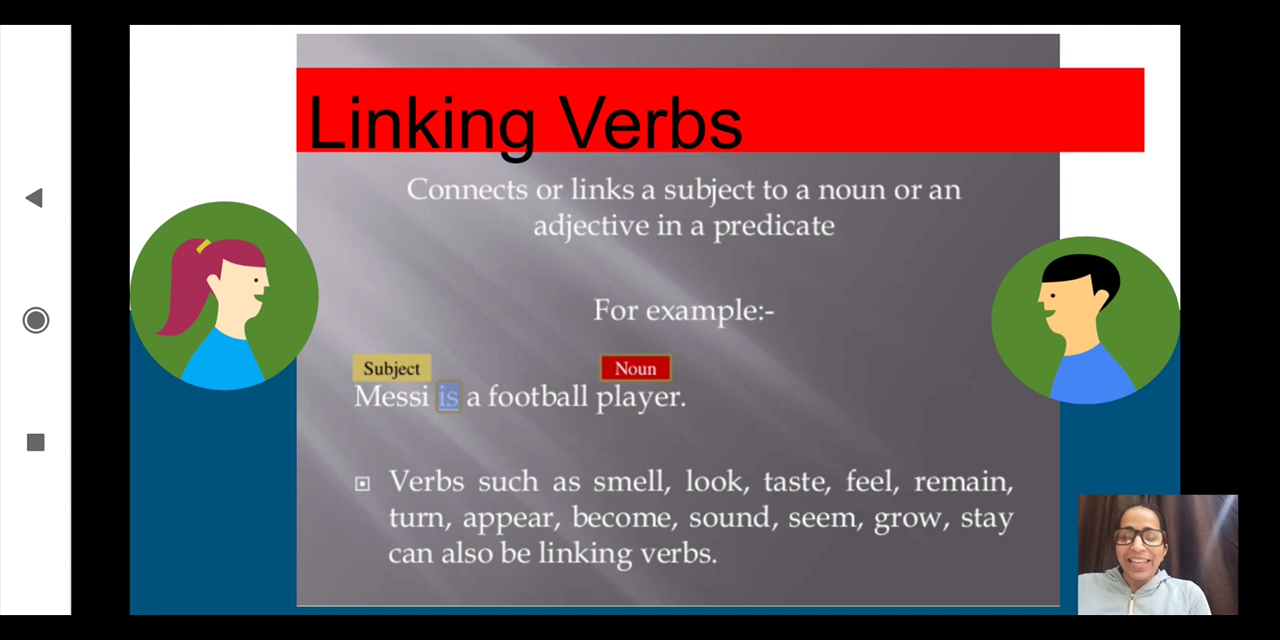 Linking Verbs
Connects or links a subject to a noun or an
adjective in a predicate
For example:-
Subject
Noun
Messi is a football player.
Verbs such as smell, look, taste, feel, remain,
turn, appear, become, sound, seem, grow, stay
can also be linking verbs.